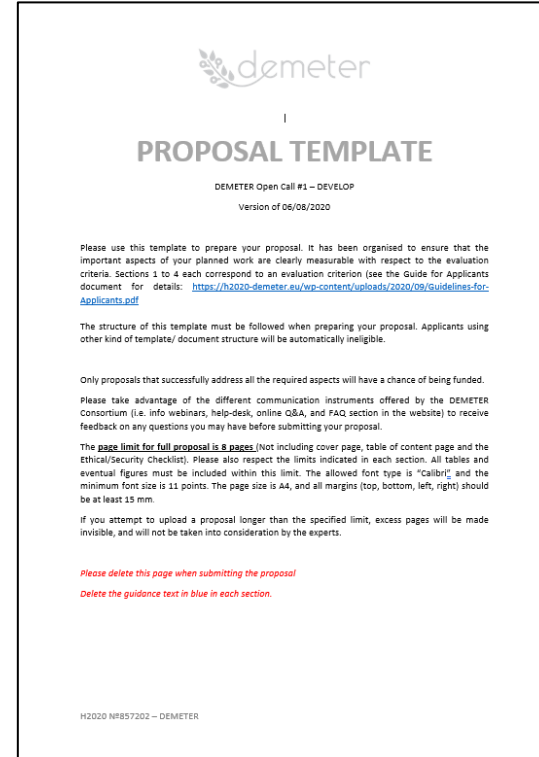 demeter
PROPOSAL TEMPLATE
DEMETER Open Call #1 – DEVELOP
Version of 06/08/2020
Please use this template to prepare your proposal. It has been organised to ensure that the
important aspects of your planned work are clearly measurable with respect to the evaluation
criteria. Sections 1 to 4 each correspond to an evaluation criterion (see the Guide for Applicants
document for details: https://h2020-demeter.eu/wp-content/uploads/2020/09/Guidelines-for-
Applicants.pdf
The structure of this template must be followed when preparing your proposal. Applicants using
other kind of template/ document structure will be automatically ineligible.
Only proposals that successfully address all the required aspects will have a chance of being funded.
Please take advantage of the different communication instruments offered by the DEMETER
Consortium (i.e. info webinars, help-desk, online Q&A, and FAQ section in the website) to receive
feedback on any questions you may have before submitting your proposal.
The page limit for full proposal is 8 pages (Not including cover page, table of content page and the
Ethical/Security Checklist). Please also respect the limits indicated in each section. All tables and
eventual figures must be included within this limit. The allowed font type is “Calibri” and the
minimum font size is 11 points. The page size is A4, and all margins (top, bottom, left, right) should
be at least 15 mm.
If you attempt to upload a proposal longer than the specified limit, excess pages will be made
invisible, and will not be taken into consideration by the experts.
Please delete this page when submitting the proposal
Delete the guidance text in blue in each section.
H2020 Nº857202 – DEMETER